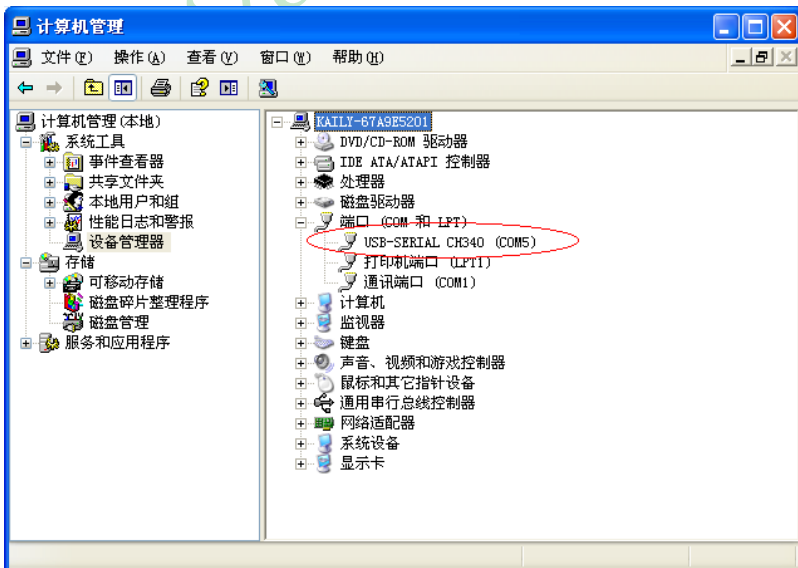 计算机管理
文件(F) 操作(A) 查看(V) 窗口(W) 帮助(H)
计算机管理(本地)
系统工具
事件查看器
共享文件夹
本地用户和组
性能日志和警报
设备管理器
存储
可移动存储
磁盘碎片整理程序
磁盘管理
服务和应用程序
KAILY-67A9E5201
DVD/CD-ROM 驱动器
IDE ATA/ATAPI 控制器
处理器
磁盘驱动器
端口 (COM 和 LPT)
USB-SERIAL CH340 (COM5)
打印机端口 (LPT1)
通讯端口 (COM1)
计算机
监视器
键盘
声音、视频和游戏控制器
鼠标和其它指针设备
通用串行总线控制器
网络适配器
系统设备
显示卡